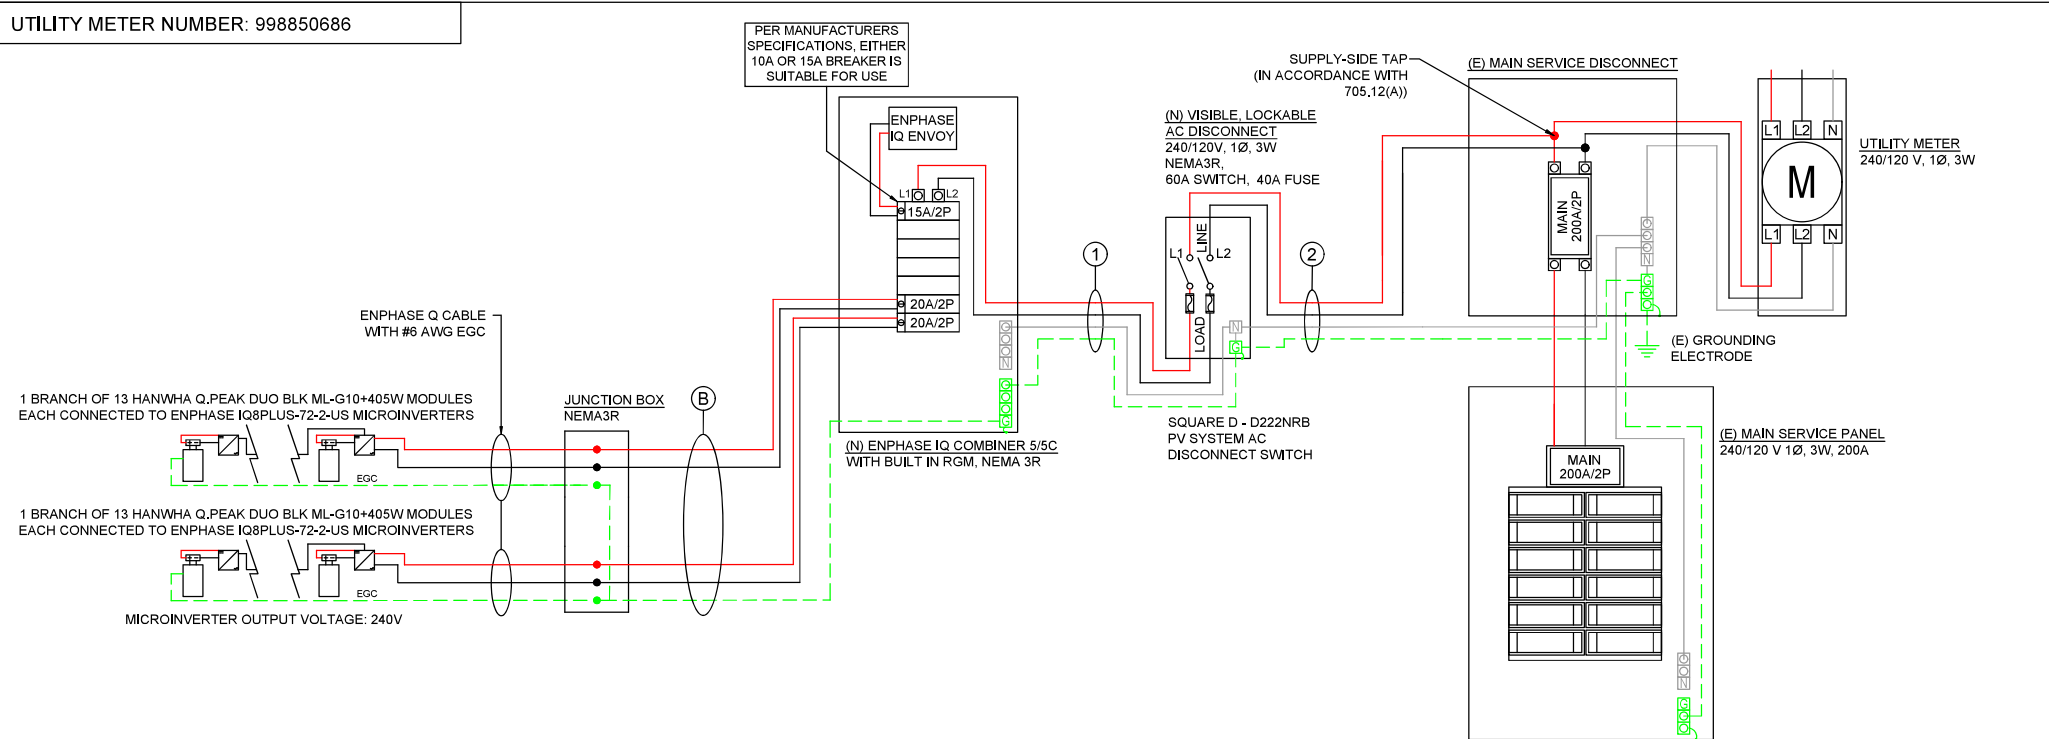 UTILITY METER NUMBER: 998850686
PER MANUFACTURERS
SPECIFICATIONS, EITHER
10A OR 15A BREAKER IS
SUITABLE FOR USE
ENPHASE
IQ ENVOY
L1
L2
15A/2P
20A/2P
20A/2P
N
G
(N) ENPHASE IQ COMBINER 5/5C
WITH BUILT IN RGM, NEMA 3R
ENPHASE Q CABLE
WITH #6 AWG EGC
1 BRANCH OF 13 HANWHA Q.PEAK DUO BLK ML-G10+405W MODULES
EACH CONNECTED TO ENPHASE IQ8PLUS-72-2-US MICROINVERTERS
EGC
1 BRANCH OF 13 HANWHA Q.PEAK DUO BLK ML-G10+405W MODULES
EACH CONNECTED TO ENPHASE IQ8PLUS-72-2-US MICROINVERTERS
EGC
MICROINVERTER OUTPUT VOLTAGE: 240V
JUNCTION BOX
NEMA3R
B
1
(N) VISIBLE, LOCKABLE
AC DISCONNECT
240/120V, 1Ø, 3W
NEMA3R,
60A SWITCH, 40A FUSE
L1
LINE
L2
LOAD
N
G
SQUARE D - D222NRB
PV SYSTEM AC
DISCONNECT SWITCH
2
SUPPLY-SIDE TAP
(IN ACCORDANCE WITH
705.12(A))
(E) MAIN SERVICE DISCONNECT
MAIN
200A/2P
N
G
(E) GROUNDING
ELECTRODE
L1
L2
N
M
L1
L2
N
UTILITY METER
240/120 V, 1Ø, 3W
MAIN
200A/2P
(E) MAIN SERVICE PANEL
240/120 V 1Ø, 3W, 200A
N
G